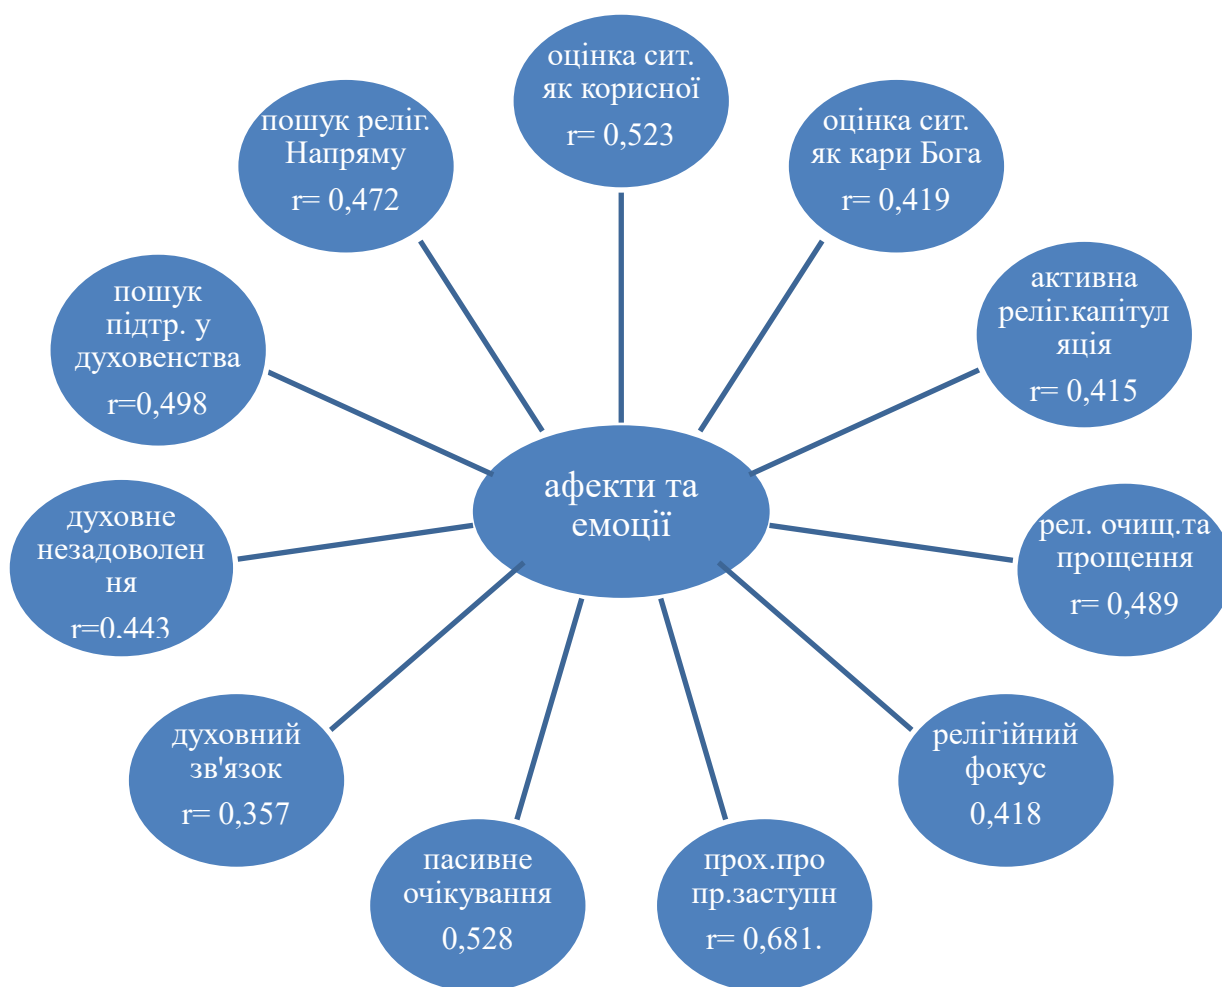 оцінка сит.
як корисної
r= 0,523
оцінка сит.
як кари Бога
r= 0,419
активна
реліг.капітул
яція
r= 0,415
рел. очищ.та
прощення
r= 0,489
релігійний
фокус
0,418
прох.про
пр.заступн
r= 0,681.
пасивне
очікування
0,528
духовний
зв'язок
r= 0,357
духовне
незадоволен
ня
r=0,443
пошук
підтр. у
духовенства
r=0,498
пошук реліг.
Напряму
r= 0,472
афекти та
емоції